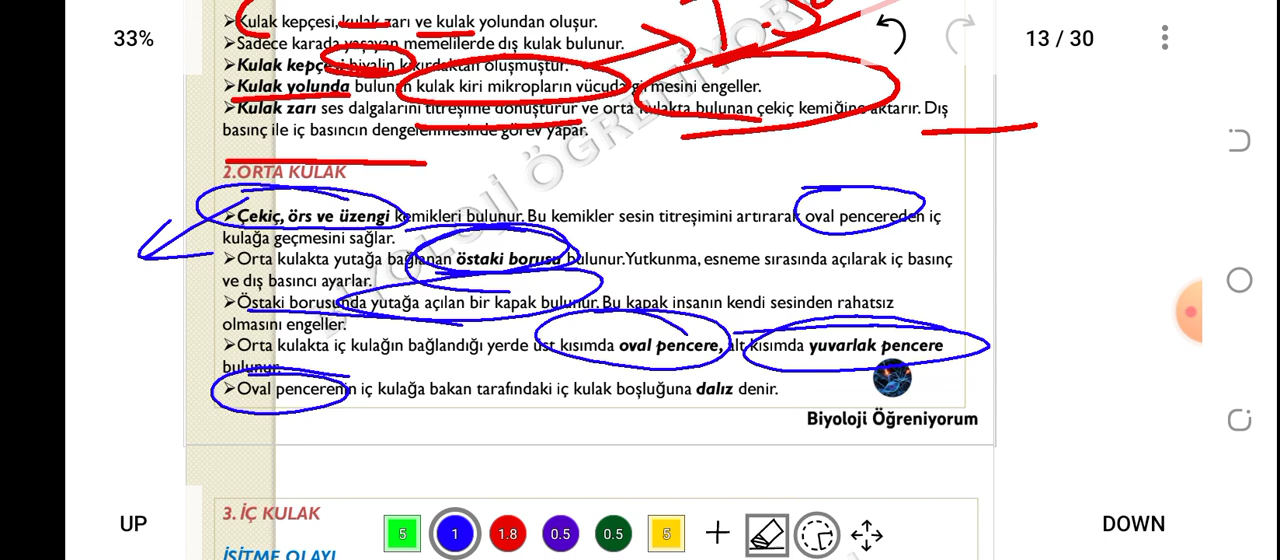 33%
13 / 30
➢Kulak kepçesi, kulak zarı ve kulak yolundan oluşur.
➢Sadece karada yaşayan memelilerde dış kulak bulunur.
➢Kulak kepçesi hiyalin kıkırdaktan oluşmuştur.
➢Kulak yolunda bulunan kulak kiri mikropların vücuda girmesini engeller.
➢Kulak zarı ses dalgalarını titreşime dönüştürür ve orta kulakta bulunan çekiç kemiğine aktarır. Dış
basınç ile iç basıncın dengelenmesinde görev yapar.
2.ORTA KULAK
➢Çekiç, örs ve üzengi kemikleri bulunur. Bu kemikler sesin titreşimini artırarak oval pencereden iç
kulağa geçmesini sağlar.
➢Orta kulakta yutağa bağlanan östaki borusu bulunur.Yutkunma, esneme sırasında açılarak iç basınç
ve dış basıncı ayarlar.
➢Östaki borusunda yutağa açılan bir kapak bulunur. Bu kapak insanın kendi sesinden rahatsız
olmasını engeller.
➢Orta kulakta iç kulağın bağlandığı yerde üst kısımda oval pencere, alt kısımda yuvarlak pencere
bulunur.
➢Oval pencerenin iç kulağa bakan tarafındaki iç kulak boşluğuna dalız denir.
BİYOLOJİ ÖĞRENİYORUM
Biyoloji Öğreniyorum
3. İÇ KULAK
İŞİTME OLAYI
UP
5
1
1.8
0.5
0.5
5
DOWN